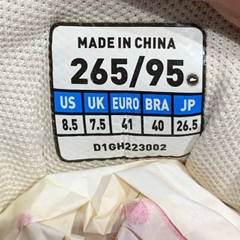 MADE IN CHINA
265/95
US UK EURO BRA JP
8.5 7.5 41 40 26.5
D1GH223002